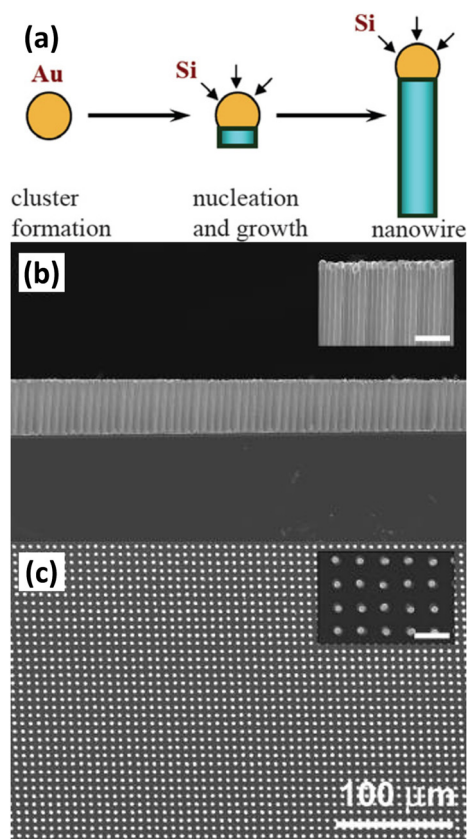 (a)
Au
Si
Si
cluster
formation
nucleation
and growth
nanowire
(b)
(c)
100 μm